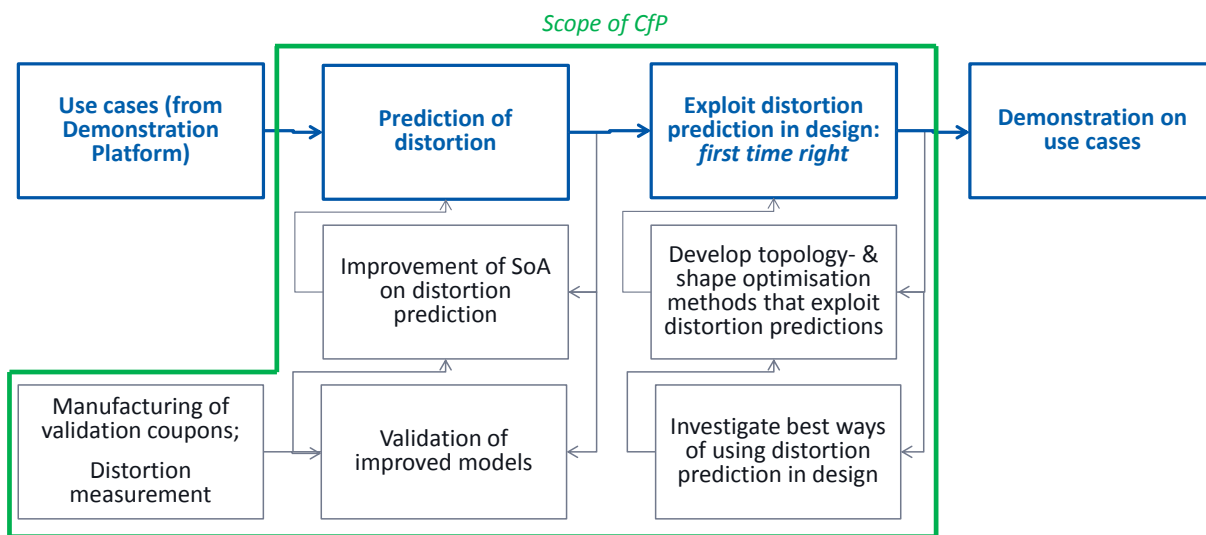 Scope of CfP
Use cases (from
Demonstration
Platform)
Prediction of
distortion
Exploit distortion
prediction in design:
first time right
Demonstration on
use cases
Improvement of SoA
on distortion
prediction
Develop topology- &
shape optimisation
methods that exploit
distortion predictions
Manufacturing of
validation coupons;
Distortion
measurement
Validation of
improved models
Investigate best ways
of using distortion
prediction in design